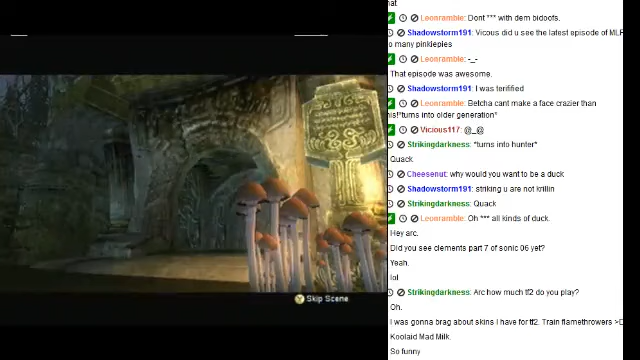 hat
Leonramble: Dont *** with dem bidoofs.
Shadowstorm191: Vicous did u see the latest episode of MLF
o many pinkiepies
Leonramble: -_-
That episode was awesome.
Shadowstorm191: I was terified
Leonramble: Betcha cant make a face crazier than
his!*turns into older generation*
Vicious117: @_@
Strikingdarkness: *turns into hunter*
Quack.
Cheesenut: why would you want to be a duck
Shadowstorm191: striking u are not krillin
Strikingdarkness: Quack
Leonramble: Oh *** all kinds of duck.
Hey arc.
Did you see clements part 7 of sonic 06 yet?
Yeah.
lol
Strikingdarkness: Arc how much tf2 do you play?
Oh.
I was gonna brag about skins I have for tf2. Train flamethrowers >D
Koolaid Mad Milk.
So funny
Y Skip Scene